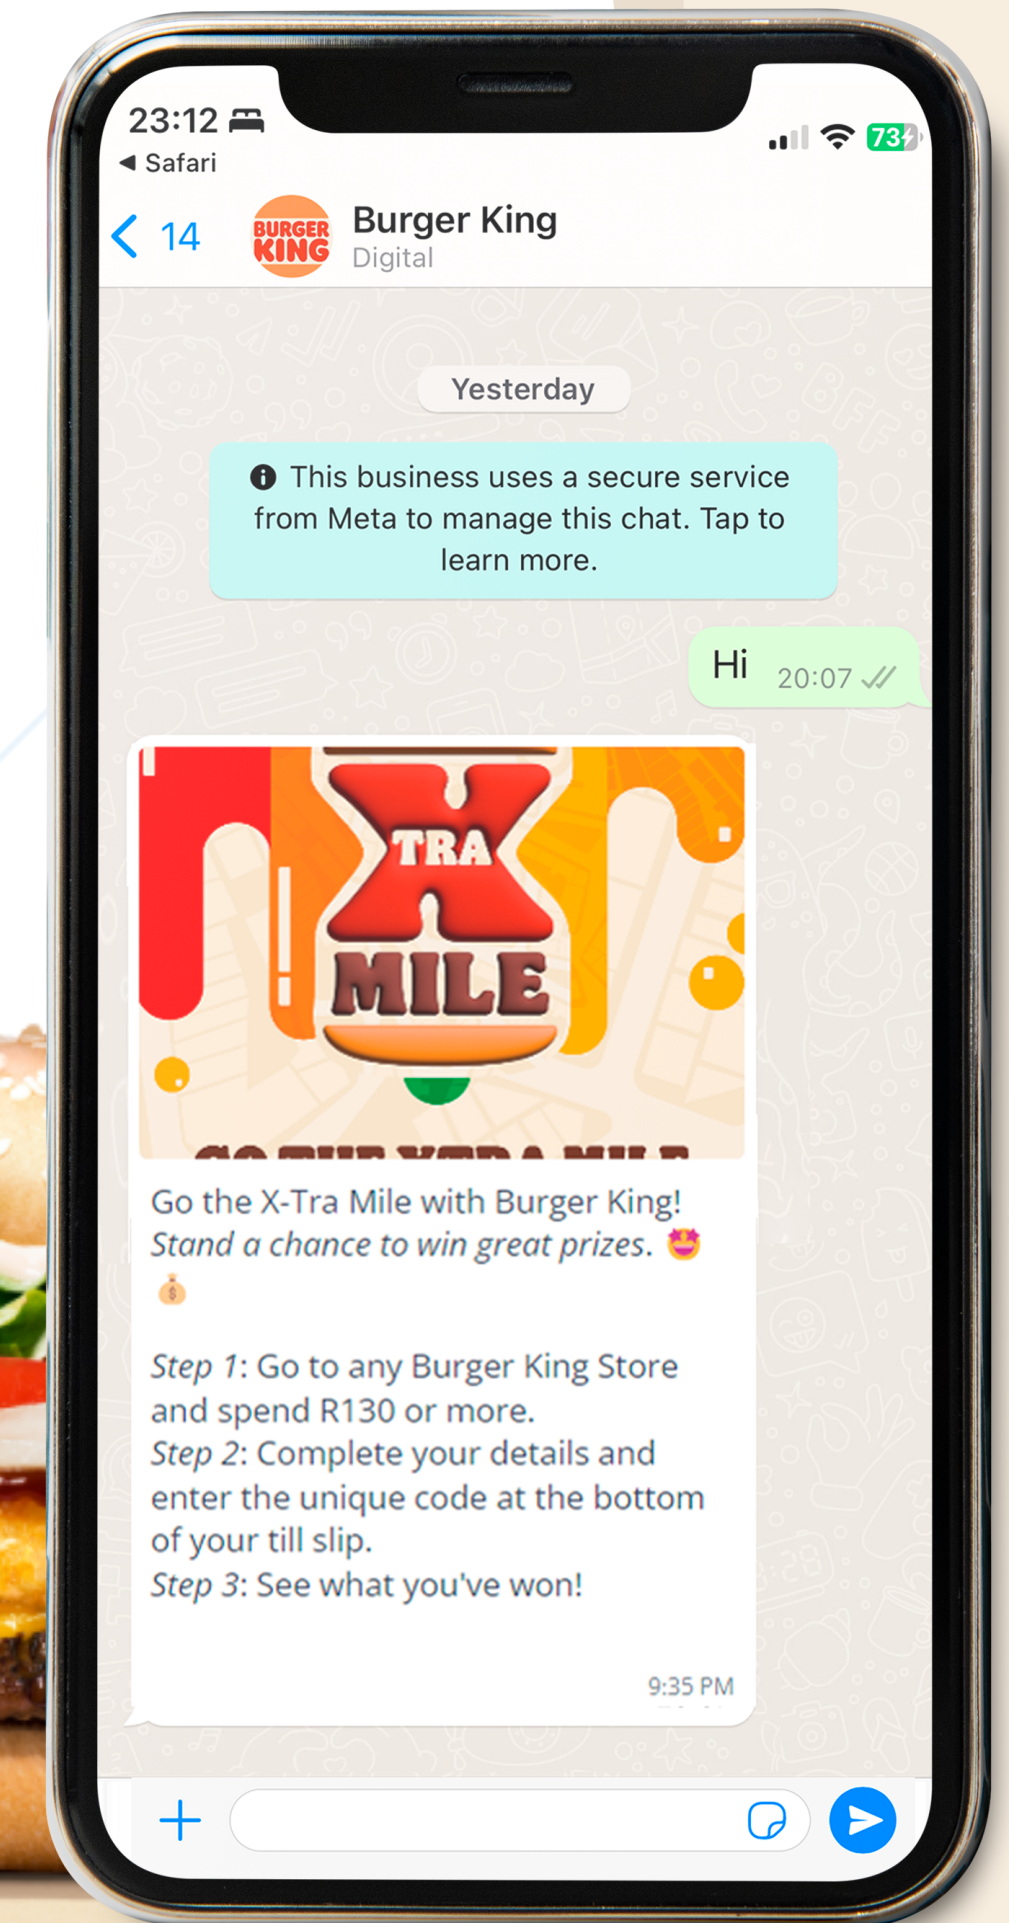 23:12
Safari
14
BURGER
KING
Burger King
Digital
73
Yesterday
This business uses a secure service
from Meta to manage this chat. Tap to
learn more.
Hi 20:07
X
TRA
MILE
GO THE XTRA MILE
Go the X-Tra Mile with Burger King!
Stand a chance to win great prizes.
Step 1: Go to any Burger King Store
and spend R130 or more.
Step 2: Complete your details and
enter the unique code at the bottom
of your till slip.
Step 3: See what you've won!
9:35 PM